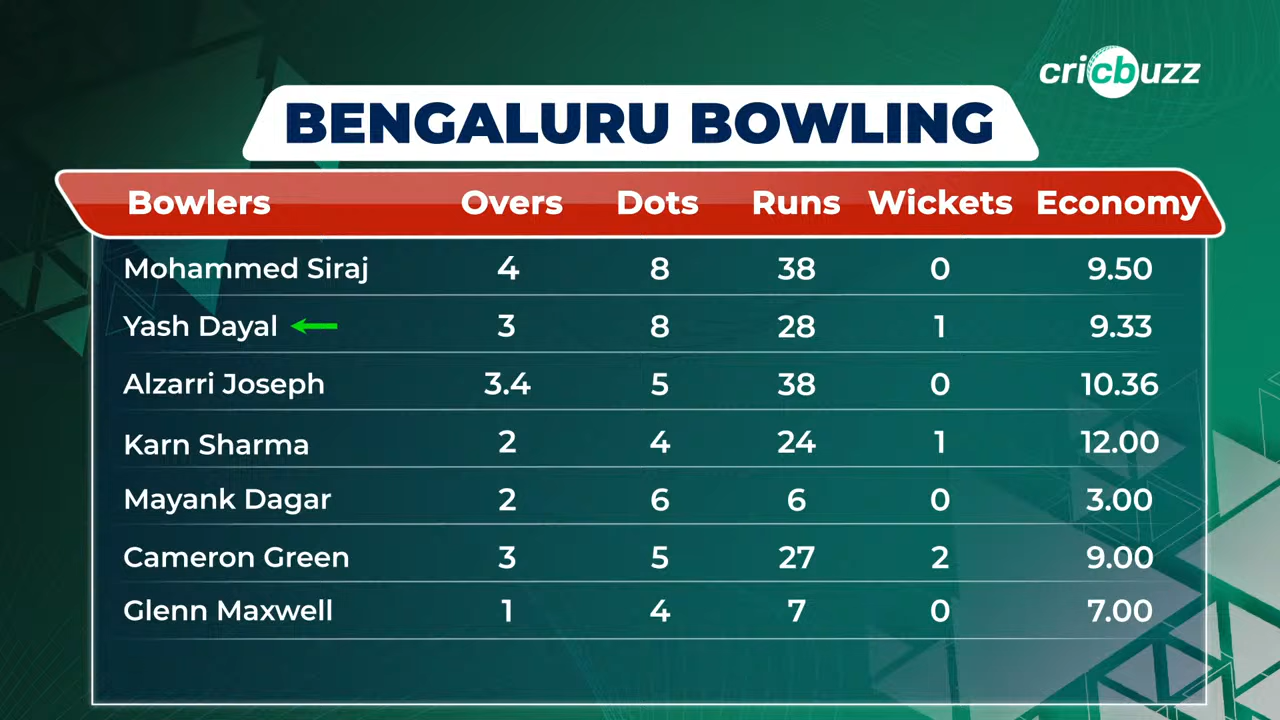 cricbuzz
BENGALURU BOWLING
Bowlers Overs Dots Runs Wickets Economy
Mohammed Siraj 4 8 38 0 9.50
Yash Dayal 3 8 28 1 9.33
Alzarri Joseph 3.4 5 38 0 10.36
Karn Sharma 2 4 24 1 12.00
Mayank Dagar 2 6 6 0 3.00
Cameron Green 3 5 27 2 9.00
Glenn Maxwell 1 4 7 0 7.00